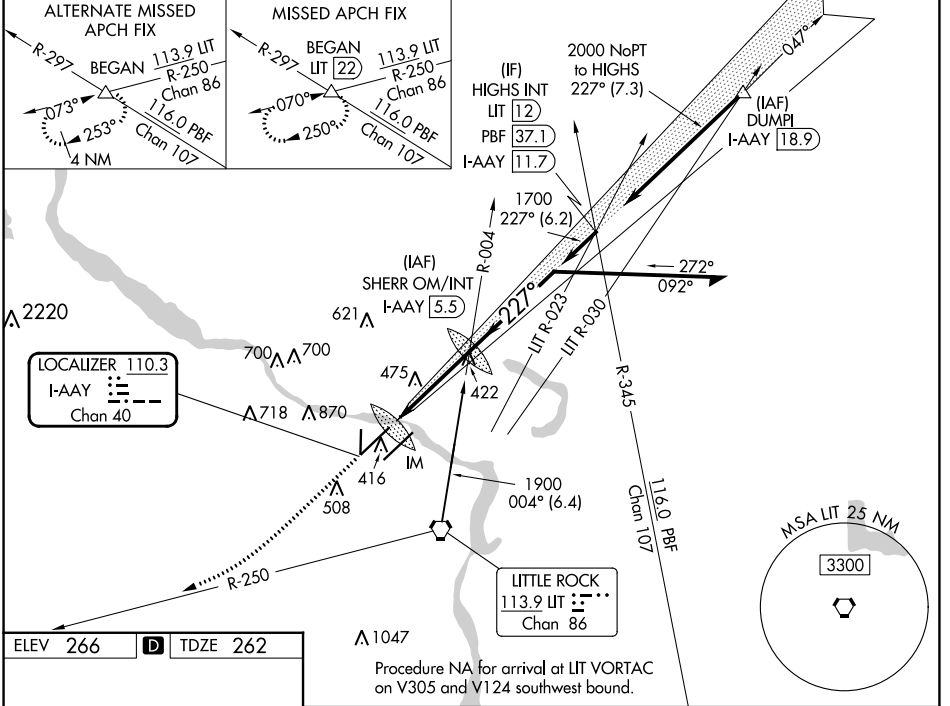 ALTERNATE MISSED
APCH FIX
R-297
BEGAN
113.9 LIT
R-250
Chan 86
073°
253°
116.0 PBF
Chan 107
4 NM
MISSED APCH FIX
R-297
BEGAN
LIT 22
113.9 LIT
R-250
Chan 86
070°
250°
116.0 PBF
Chan 107
(IF)
HIGHS INT
LIT 12
PBF 37.1
I-AAY 11.7
2000 NoPT
to HIGHS
227° (7.3)
047°
(IAF)
DUMPI
I-AAY 18.9
1700
227° (6.2)
R-004
(IAF)
SHERR OM/INT
I-AAY 5.5
227°
272°
092°
LIT R-023
LIT R-030
R-345
116.0 PBF
Chan 107
2220
621
700
700
475
422
718
870
416
IM
508
LOCALIZER 110.3
I-AAY
Chan 40
1900
004° (6.4)
R-250
LITTLE ROCK
113.9 LIT
Chan 86
MSA LIT 25 NM
3300
1047
ELEV 266
D
TDZE 262
Procedure NA for arrival at LIT VORTAC
on V305 and V124 southwest bound.